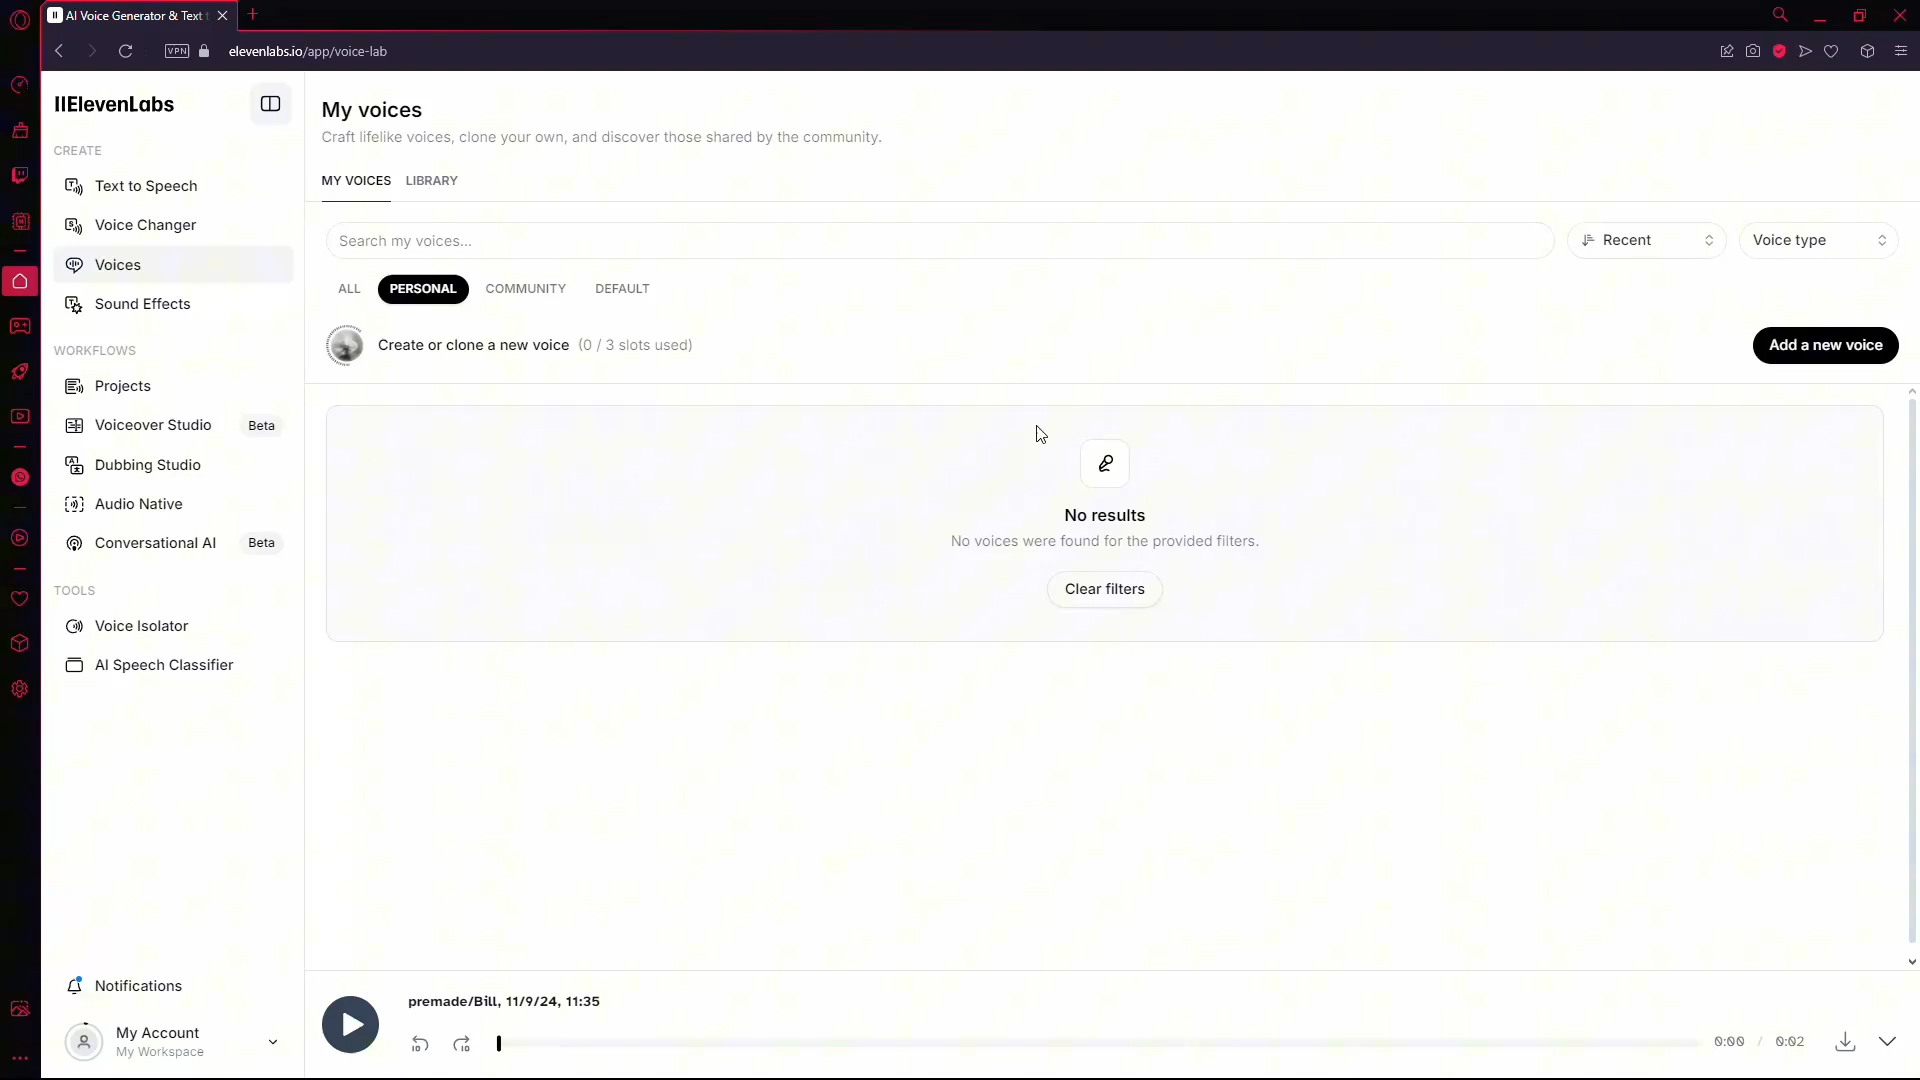 AI Voice Generator & Text t
VPN
elevenlabs.io/app/voice-lab
IIElevenLabs
CREATE
Text to Speech
Voice Changer
Voices
Sound Effects
WORKFLOWS
Projects
Voiceover Studio Beta
Dubbing Studio
Audio Native
Conversational AI Beta
TOOLS
Voice Isolator
AI Speech Classifier
Notifications
My Account
My Workspace
My voices
Craft lifelike voices, clone your own, and discover those shared by the community.
MY VOICES LIBRARY
Search my voices...
Recent
Voice type
ALL PERSONAL COMMUNITY DEFAULT
Create or clone a new voice (0 / 3 slots used)
Add a new voice
No results
No voices were found for the provided filters.
Clear filters
premade/Bill, 11/9/24, 11:35
10 10
0:00 / 0:02